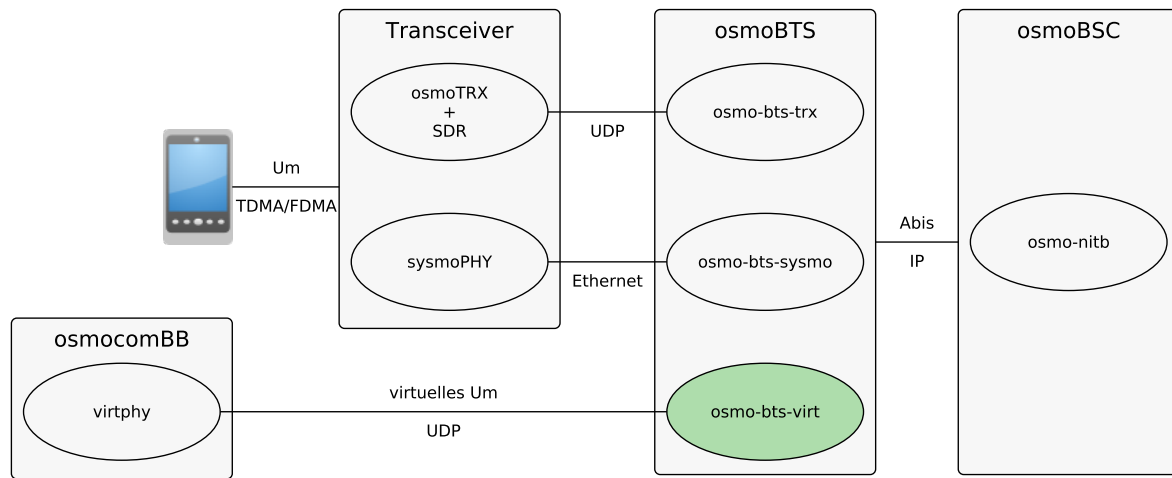 Transceiver
osmoBTS
osmoBSC
osmoTRX
+
SDR
osmo-bts-trx
UDP
Um
TDMA/FDMA
sysmoPHY
osmo-bts-sysmo
Ethernet
Abis
IP
osmo-nitb
osmocomBB
virtphy
virtuelles Um
UDP
osmo-bts-virt